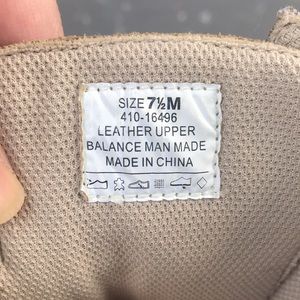 SIZE 7½M
410-16496
LEATHER UPPER
BALANCE MAN MADE
MADE IN CHINA